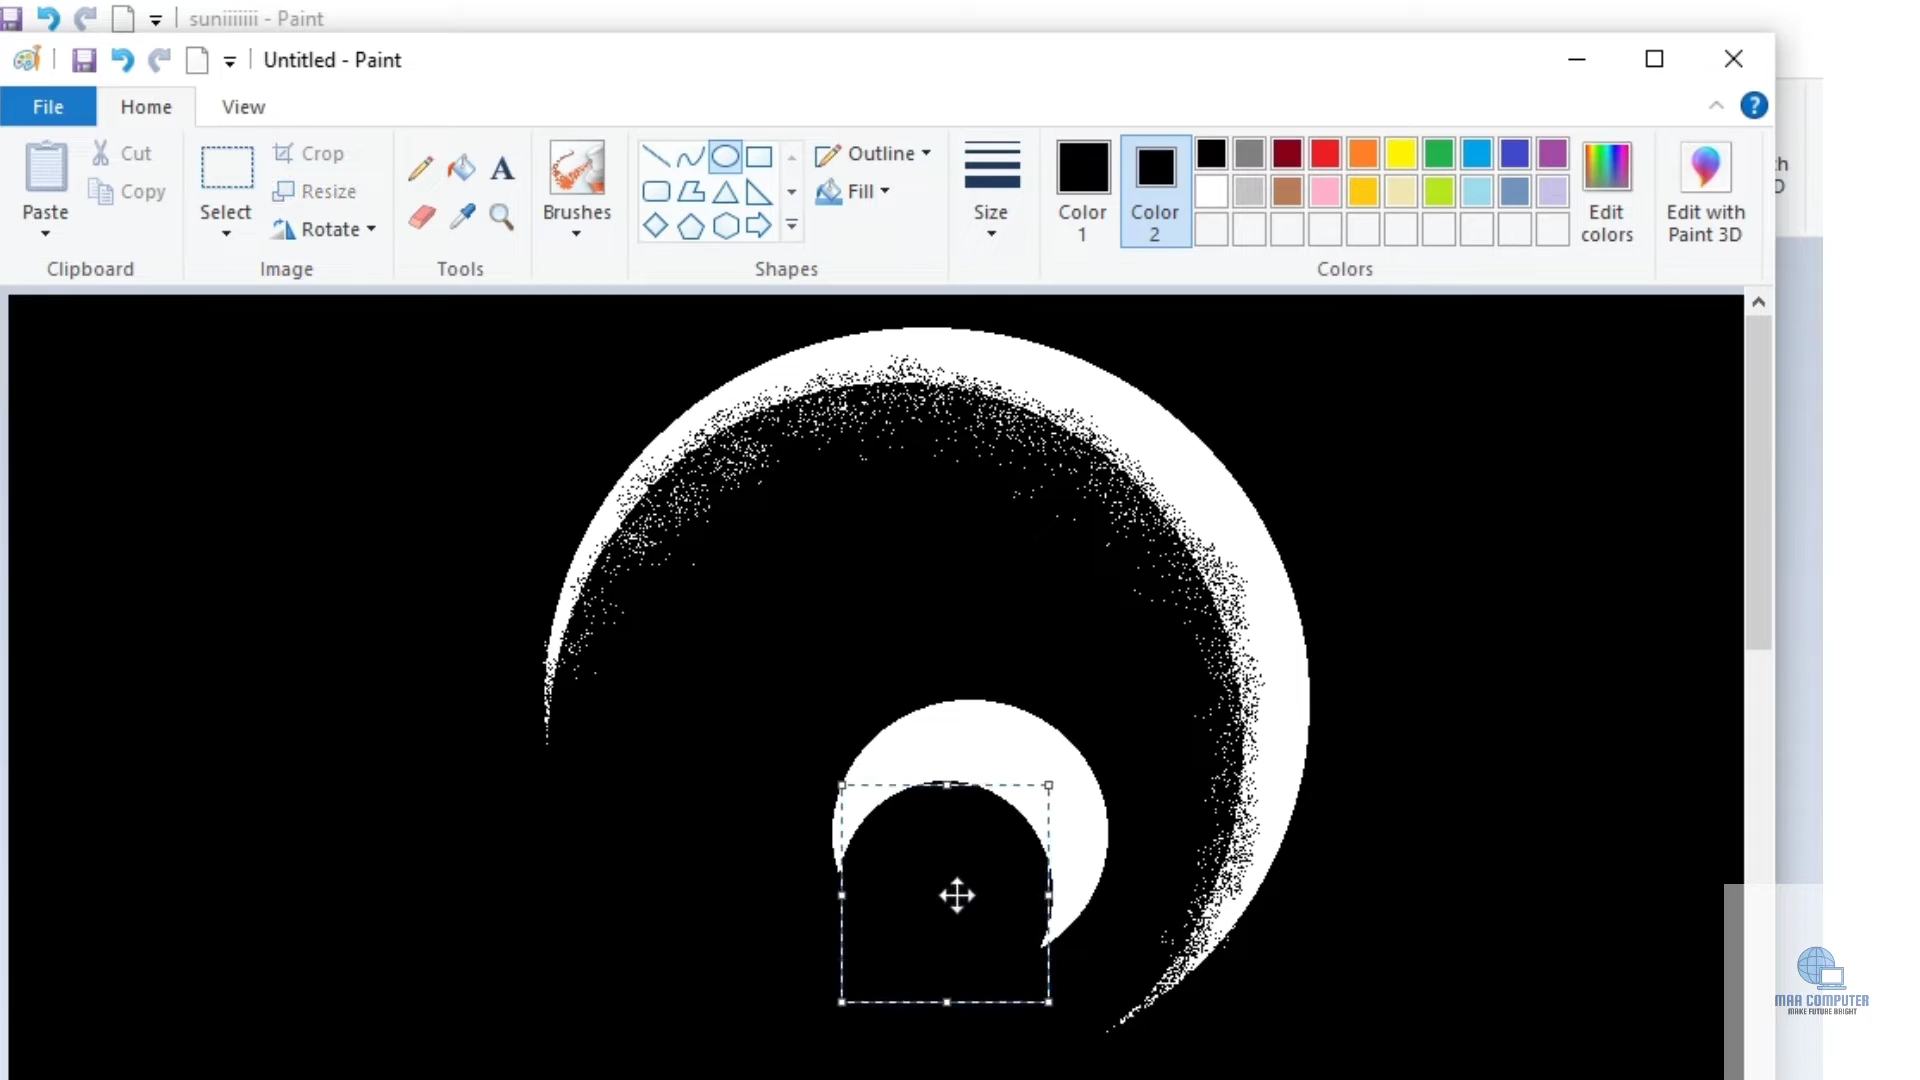 suniiiiiii - Paint
Untitled - Paint
File
Home
View
?
Paste
Cut
Copy
Clipboard
Select
Crop
Resize
Rotate
Image
A
Tools
Brushes
Outline
Fill
Shapes
Size
Color
1
Color
2
Edit
colors
Edit with
Paint 3D
Colors
MAA COMPUTER
MAKE FUTURE BRIGHT